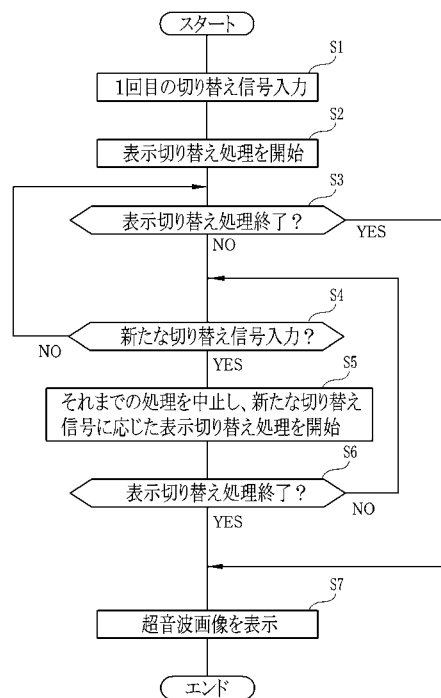 スタート
S1
1回目の切り替え信号入力
S2
表示切り替え処理を開始
S3
表示切り替え処理終了？
YES
NO
S4
新たな切り替え信号入力？
NO
YES
S5
それまでの処理を中止し、新たな切り替え
信号に応じた表示切り替え処理を開始
S6
表示切り替え処理終了？
NO
YES
S7
超音波画像を表示
エンド